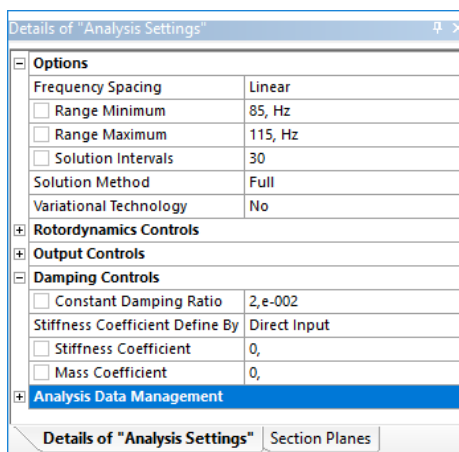 Details of "Analysis Settings"
Options
Frequency Spacing Linear
Range Minimum 85, Hz
Range Maximum 115, Hz
Solution Intervals 30
Solution Method Full
Variational Technology No
Rotordynamics Controls
Output Controls
Damping Controls
Constant Damping Ratio 2,e-002
Stiffness Coefficient Define By Direct Input
Stiffness Coefficient 0,
Mass Coefficient 0,
Analysis Data Management
Details of "Analysis Settings" Section Planes